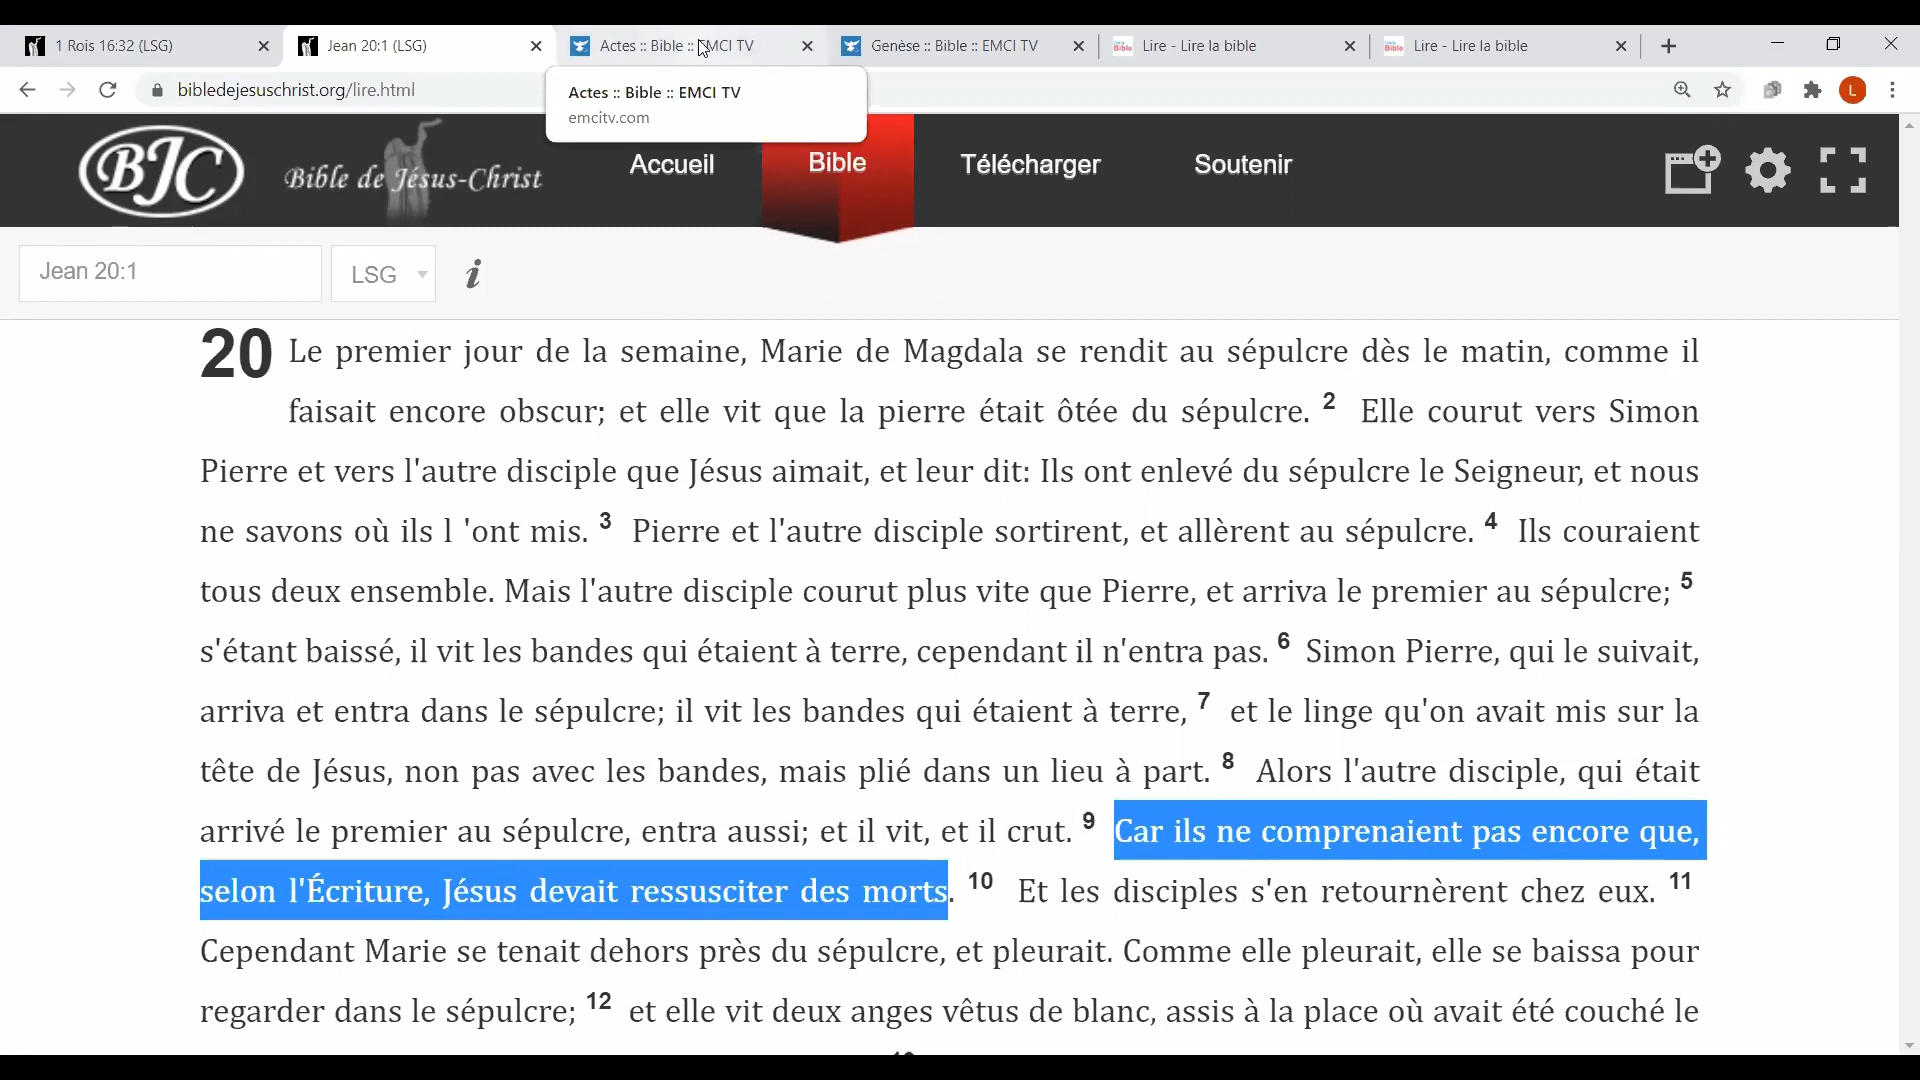 1 Rois 16:32 (LSG)
Jean 20:1 (LSG)
Actes :: Bible :: EMCI TV
Genèse :: Bible :: EMCI TV
Lire - Lire la bible
Lire - Lire la bible
bibledejesuschrist.org/lire.html
L
Actes :: Bible :: EMCI TV
emcitv.com
BJC
Bible de Jésus-Christ
Accueil
Bible
Télécharger
Soutenir
Jean 20:1
LSG
i
20 Le premier jour de la semaine, Marie de Magdala se rendit au sépulcre dès le matin, comme il
faisait encore obscur; et elle vit que la pierre était ôtée du sépulcre. 2 Elle courut vers Simon
Pierre et vers l'autre disciple que Jésus aimait, et leur dit: Ils ont enlevé du sépulcre le Seigneur, et nous
ne savons où ils l 'ont mis. 3 Pierre et l'autre disciple sortirent, et allèrent au sépulcre. 4 Ils couraient
tous deux ensemble. Mais l'autre disciple courut plus vite que Pierre, et arriva le premier au sépulcre; 5
s'étant baissé, il vit les bandes qui étaient à terre, cependant il n'entra pas. 6 Simon Pierre, qui le suivait,
arriva et entra dans le sépulcre; il vit les bandes qui étaient à terre, 7 et le linge qu'on avait mis sur la
tête de Jésus, non pas avec les bandes, mais plié dans un lieu à part. 8 Alors l'autre disciple, qui était
arrivé le premier au sépulcre, entra aussi; et il vit, et il crut. 9 Car ils ne comprenaient pas encore que,
selon l'Écriture, Jésus devait ressusciter des morts. 10 Et les disciples s'en retournèrent chez eux. 11
Cependant Marie se tenait dehors près du sépulcre, et pleurait. Comme elle pleurait, elle se baissa pour
regarder dans le sépulcre; 12 et elle vit deux anges vêtus de blanc, assis à la place où avait été couché le